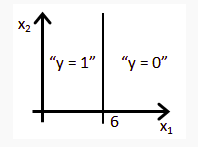 x₂
“y = 1” “y = 0”
6
x₁